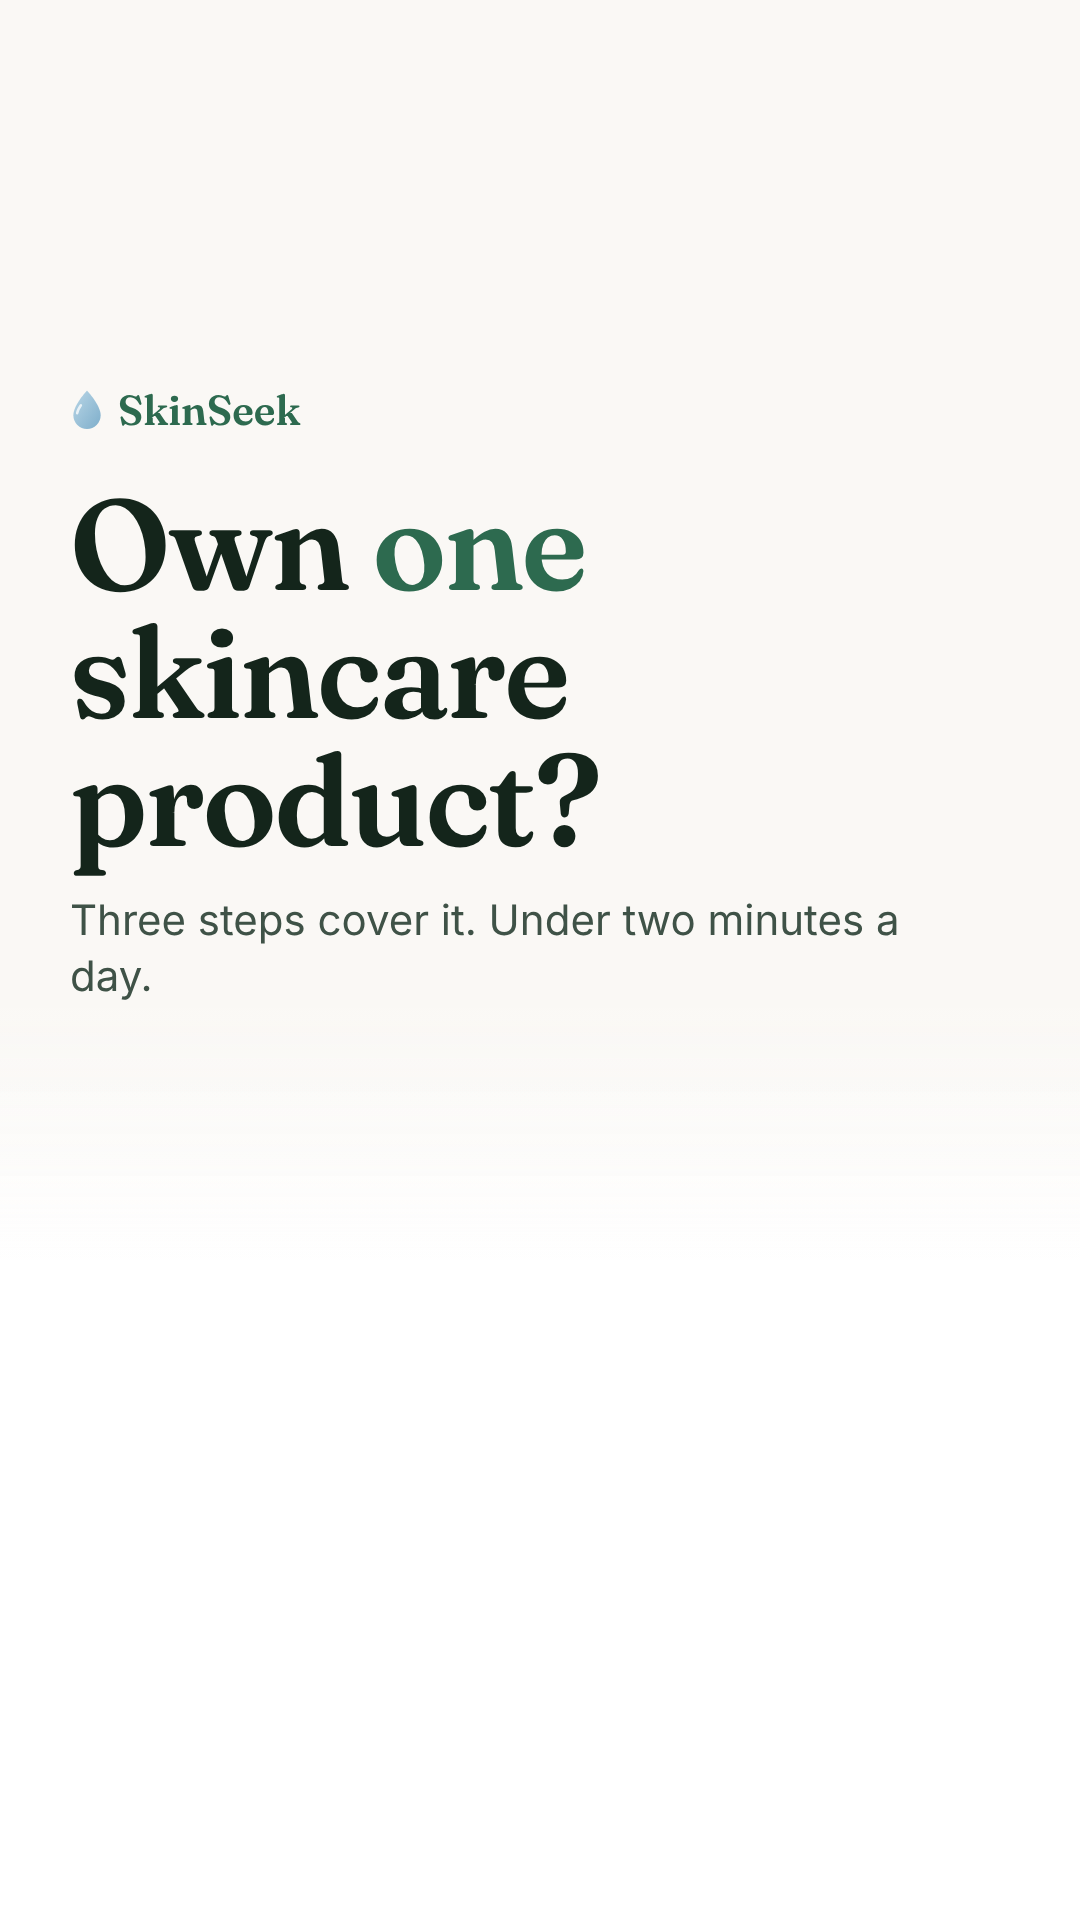 SkinSeek
Own one
skincare
product?
Three steps cover it. Under two minutes a
day.